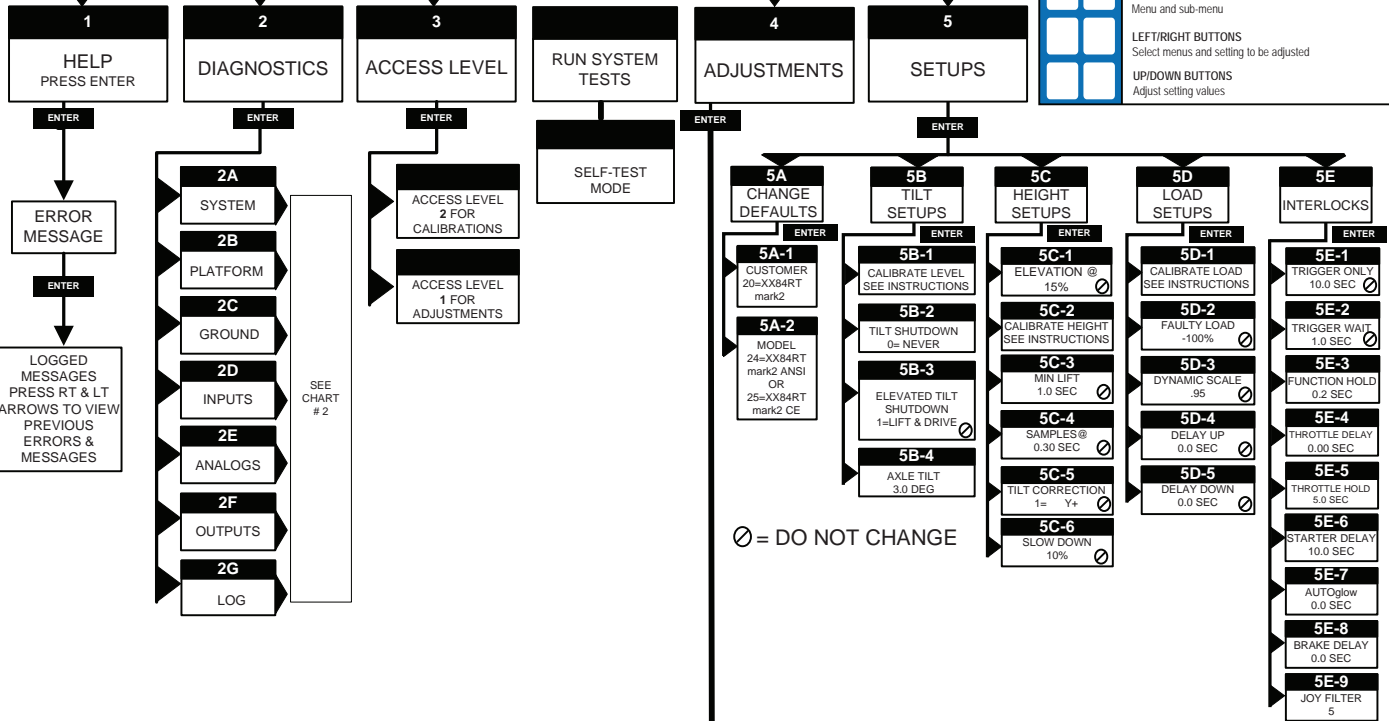 1
HELP
PRESS ENTER
ENTER
ERROR
MESSAGE
ENTER
LOGGED
MESSAGES
PRESS RT & LT
ARROWS TO VIEW
PREVIOUS
ERRORS &
MESSAGES
2
DIAGNOSTICS
ENTER
2A
SYSTEM
2B
PLATFORM
2C
GROUND
2D
INPUTS
2E
ANALOGS
2F
OUTPUTS
2G
LOG
SEE
CHART
# 2
3
ACCESS LEVEL
ENTER
ACCESS LEVEL
2 FOR
CALIBRATIONS
ACCESS LEVEL
1 FOR
ADJUSTMENTS
RUN SYSTEM
TESTS
SELF-TEST
MODE
4
ADJUSTMENTS
ENTER
5
SETUPS
ENTER
Menu and sub-menu
LEFT/RIGHT BUTTONS
Select menus and setting to be adjusted
UP/DOWN BUTTONS
Adjust setting values
5A
CHANGE
DEFAULTS
ENTER
5A-1
CUSTOMER
20=XX84RT
mark2
5A-2
MODEL
24=XX84RT
mark2 ANSI
OR
25=XX84RT
mark2 CE
5B
TILT
SETUPS
ENTER
5B-1
CALIBRATE LEVEL
SEE INSTRUCTIONS
5B-2
TILT SHUTDOWN
0= NEVER
5B-3
ELEVATED TILT
SHUTDOWN
1=LIFT & DRIVE
5B-4
AXLE TILT
3.0 DEG
5C
HEIGHT
SETUPS
ENTER
5C-1
ELEVATION @
15%
5C-2
CALIBRATE HEIGHT
SEE INSTRUCTIONS
5C-3
MIN LIFT
1.0 SEC
5C-4
SAMPLES@
0.30 SEC
5C-5
TILT CORRECTION
1= Y+
5C-6
SLOW DOWN
10%
5D
LOAD
SETUPS
ENTER
5D-1
CALIBRATE LOAD
SEE INSTRUCTIONS
5D-2
FAULTY LOAD
-100%
5D-3
DYNAMIC SCALE
.95
5D-4
DELAY UP
0.0 SEC
5D-5
DELAY DOWN
0.0 SEC
5E
INTERLOCKS
ENTER
5E-1
TRIGGER ONLY
10.0 SEC
5E-2
TRIGGER WAIT
1.0 SEC
5E-3
FUNCTION HOLD
0.2 SEC
5E-4
THROTTLE DELAY
0.00 SEC
5E-5
THROTTLE HOLD
5.0 SEC
5E-6
STARTER DELAY
10.0 SEC
5E-7
AUTOglow
0.0 SEC
5E-8
BRAKE DELAY
0.0 SEC
5E-9
JOY FILTER
5
= DO NOT CHANGE